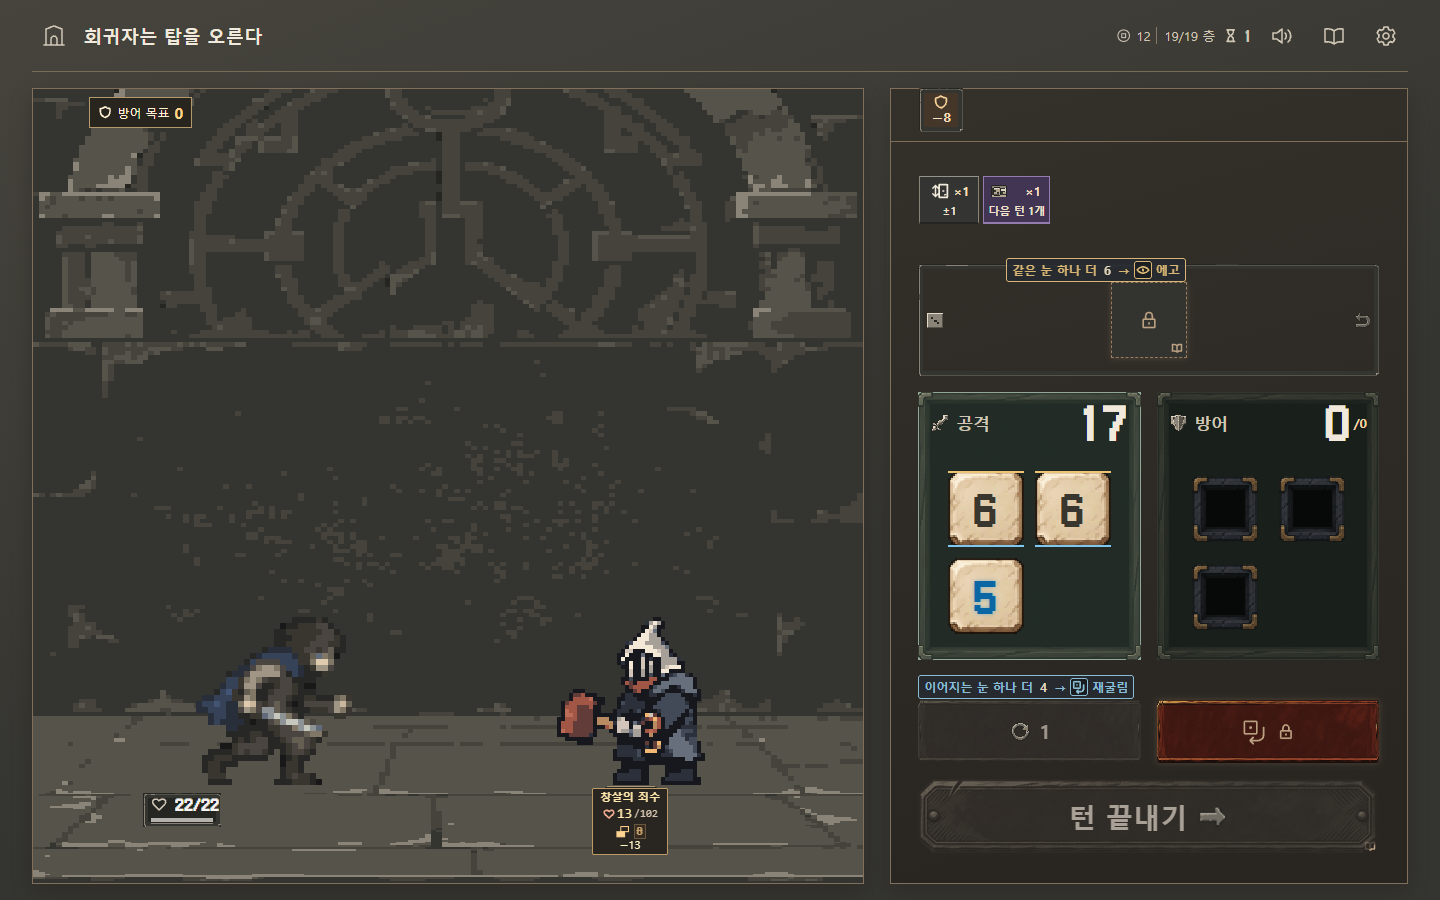 회귀자는 탑을 오른다
12 19/19 층 1
방어 목표 0
−8
×1
±1
×1
다음 턴 1개
같은 눈 하나 더 6 → 에고
공격 17
방어 0/0
6 6
5
이어지는 눈 하나 더 4 → 재굴림
1
턴 끝내기
22/22
창살의 죄수
13/102
−13